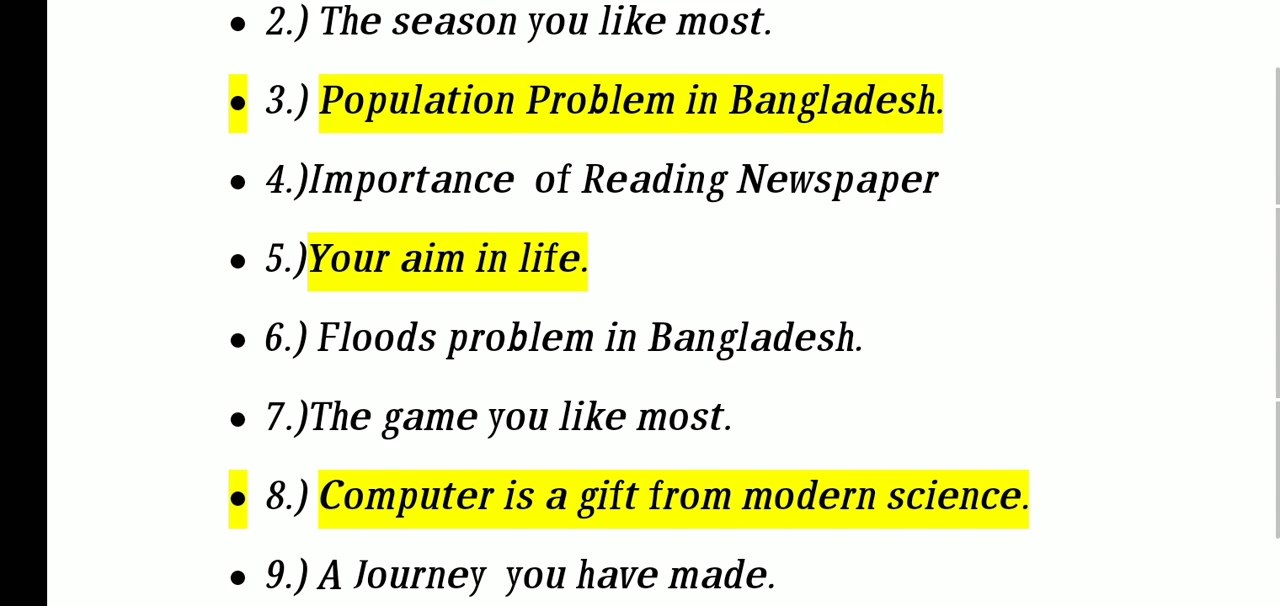 • 2.) The season you like most.
• 3.) Population Problem in Bangladesh.
• 4.)Importance of Reading Newspaper
• 5.)Your aim in life.
• 6.) Floods problem in Bangladesh.
• 7.)The game you like most.
• 8.) Computer is a gift from modern science.
• 9.) A Journey you have made.